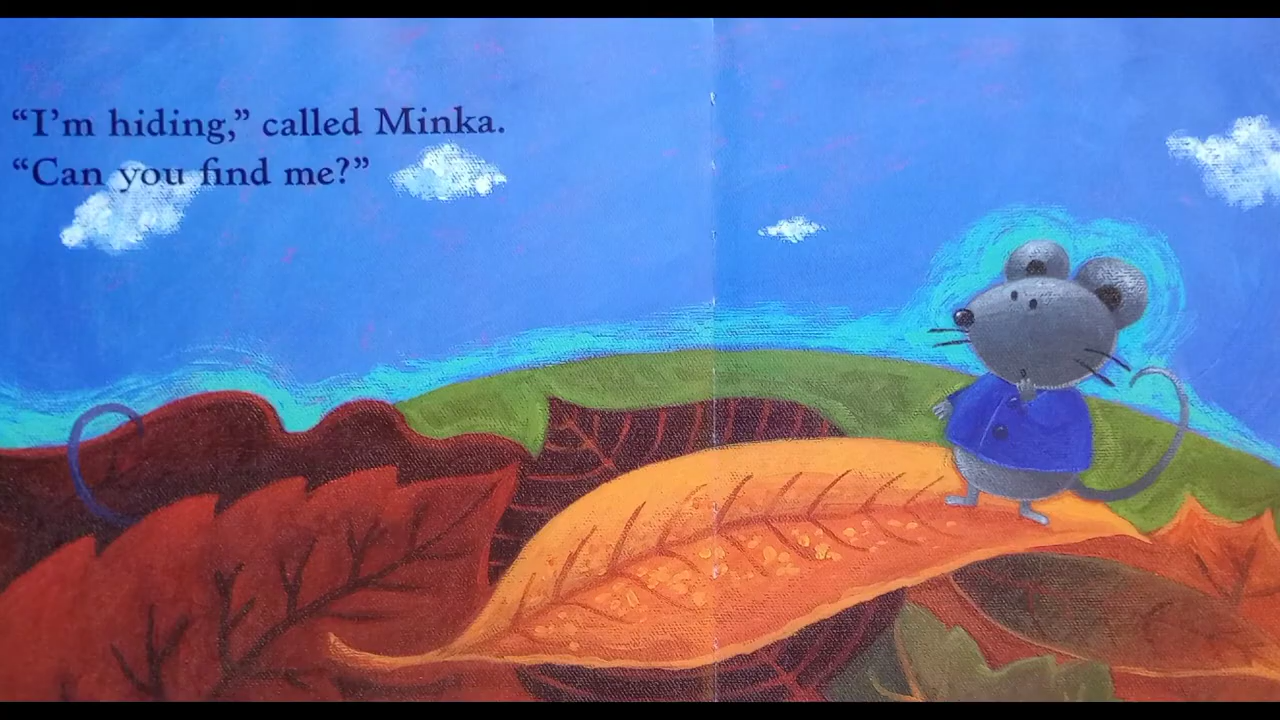 “I’m hiding,” called Minka.
“Can you find me?”